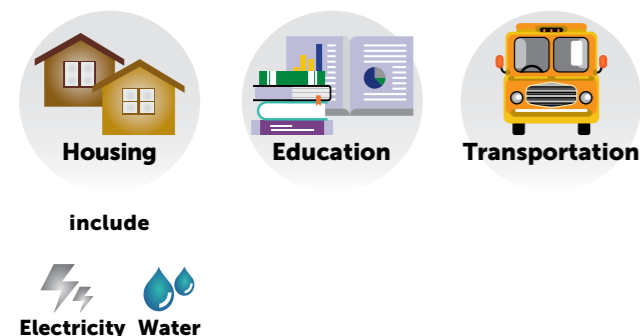 Housing
Education
Transportation
include
Electricity Water